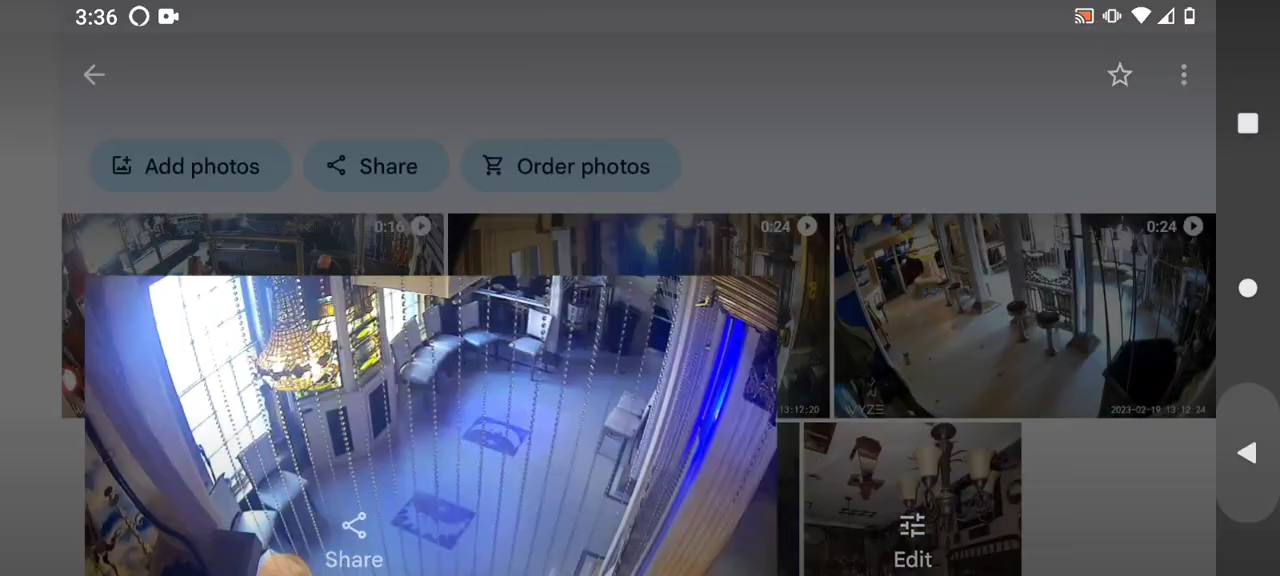 3:36
Add photos
Share
Order photos
0:16
0:24
0:24
13:12:20
WYZE
2023-02-19 13:12:24
Share
Edit